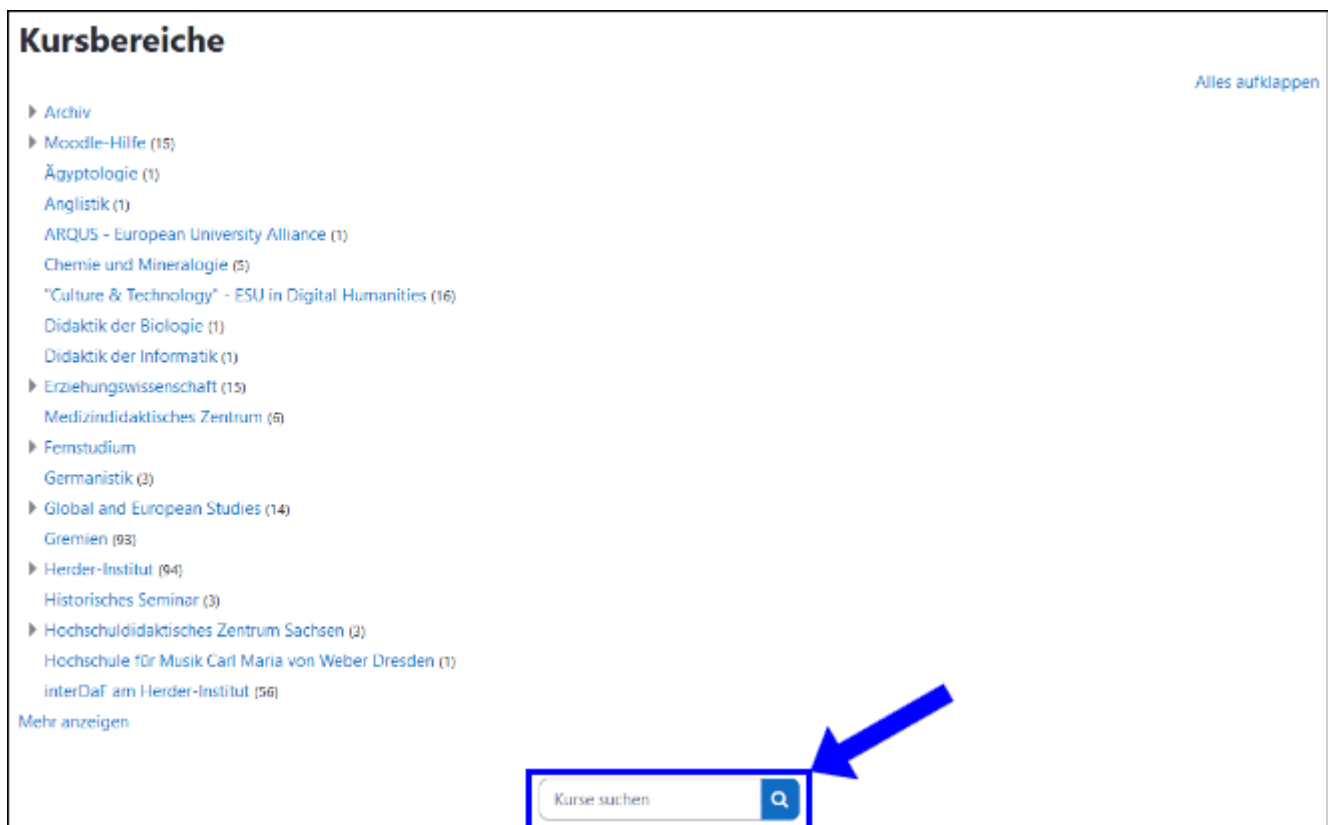 Kursbereiche
Alles aufklappen
Archiv
Moodle-Hilfe (15)
Ägyptologie (1)
Anglistik (1)
ARQUS - European University Alliance (1)
Chemie und Mineralogie (5)
"Culture & Technology" - ESU in Digital Humanities (16)
Didaktik der Biologie (1)
Didaktik der Informatik (1)
Erziehungswissenschaft (15)
Medizindidaktisches Zentrum (6)
Fernstudium
Germanistik (3)
Global and European Studies (14)
Gremien (93)
Herder-Institut (94)
Historisches Seminar (3)
Hochschuldidaktisches Zentrum Sachsen (3)
Hochschule für Musik Carl Maria von Weber Dresden (1)
interDaF am Herder-Institut (56)
Mehr anzeigen
Kurse suchen